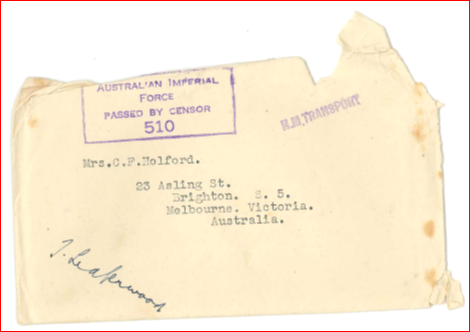 AUSTRALIAN IMPERIAL
FORCE
PASSED BY CENSOR
510
H.M. TRANSPORT
Mrs.C.F.Holford.
23 Asling St.
Brighton. S. 5.
Melbourne. Victoria.
Australia.